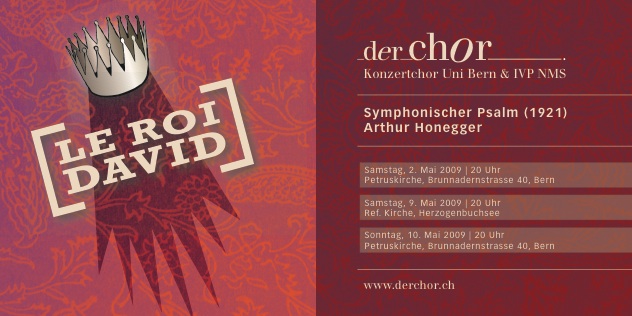 LE ROI
DAVID
der chor
Konzertchor Uni Bern & IVP NMS
Symphonischer Psalm (1921)
Arthur Honegger
Samstag, 2. Mai 2009 | 20 Uhr
Petruskirche, Brunnadernstrasse 40, Bern
Samstag, 9. Mai 2009 | 20 Uhr
Ref. Kirche, Herzogenbuchsee
Sonntag, 10. Mai 2009 | 20 Uhr
Petruskirche, Brunnadernstrasse 40, Bern
www.derchor.ch